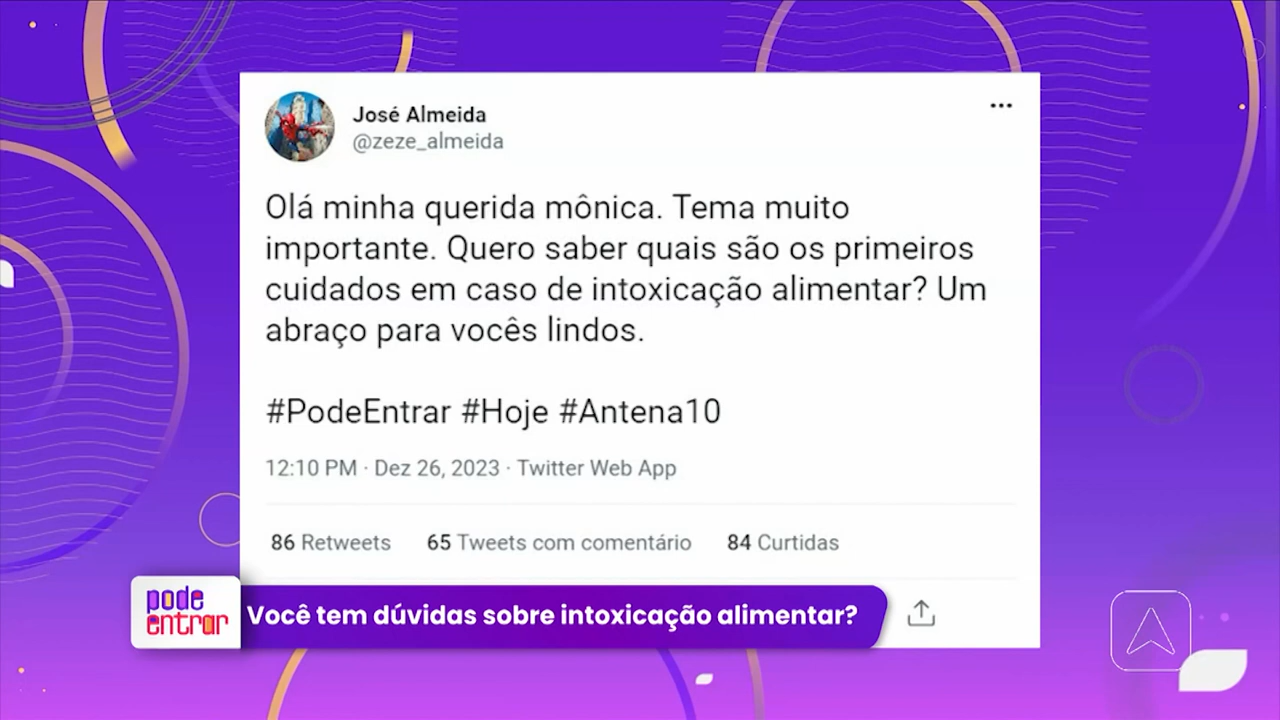 José Almeida
@zeze_almeida
Olá minha querida mônica. Tema muito
importante. Quero saber quais são os primeiros
cuidados em caso de intoxicação alimentar? Um
abraço para vocês lindos.
#PodeEntrar #Hoje #Antena10
12:10 PM · Dez 26, 2023 · Twitter Web App
86 Retweets 65 Tweets com comentário 84 Curtidas
pode
entrar
Você tem dúvidas sobre intoxicação alimentar?